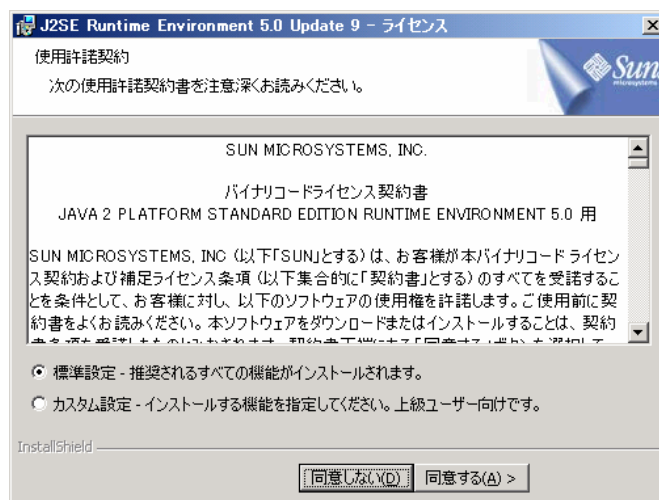 J2SE Runtime Environment 5.0 Update 9 - ライセンス
使用許諾契約
次の使用許諾契約書を注意深くお読みください。
Sun
microsystems
SUN MICROSYSTEMS, INC.
バイナリコードライセンス契約書
JAVA 2 PLATFORM STANDARD EDITION RUNTIME ENVIRONMENT 5.0 用
SUN MICROSYSTEMS, INC (以下「SUN」とする) は、お客様が本バイナリコード ライセン
ス契約および補足ライセンス条項 (以下集合的に「契約書」とする) のすべてを受諾するこ
とを条件として、お客様に対し、以下のソフトウェアの使用権を許諾します。ご使用前に契
約書をよくお読みください。本ソフトウェアをダウンロードまたはインストールすることは、契約
標準設定 - 推奨されるすべての機能がインストールされます。
カスタム設定 - インストールする機能を指定してください。上級ユーザー向けです。
InstallShield
同意しない(D)
同意する(A) >